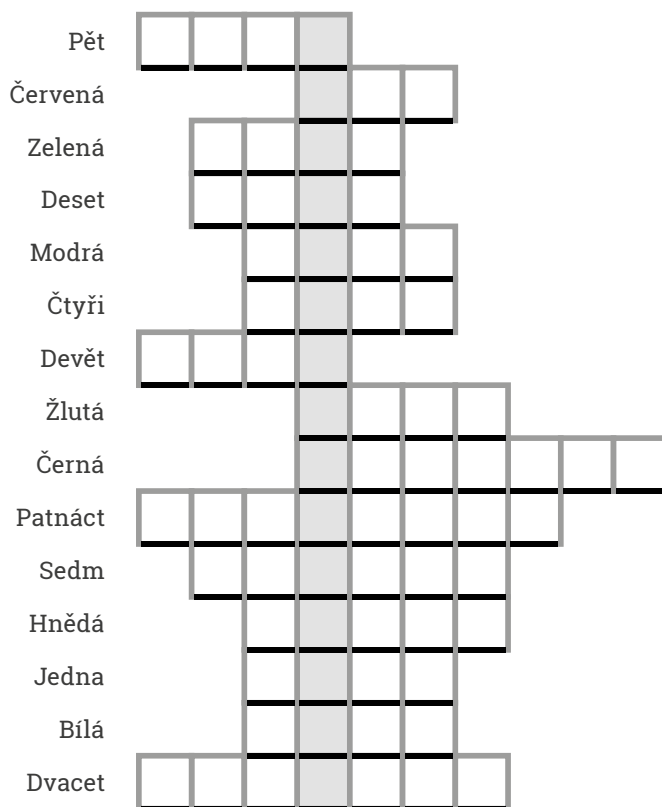 Pět
Červená
Zelená
Deset
Modrá
Čtyři
Devět
Žlutá
Černá
Patnáct
Sedm
Hnědá
Jedna
Bílá
Dvacet